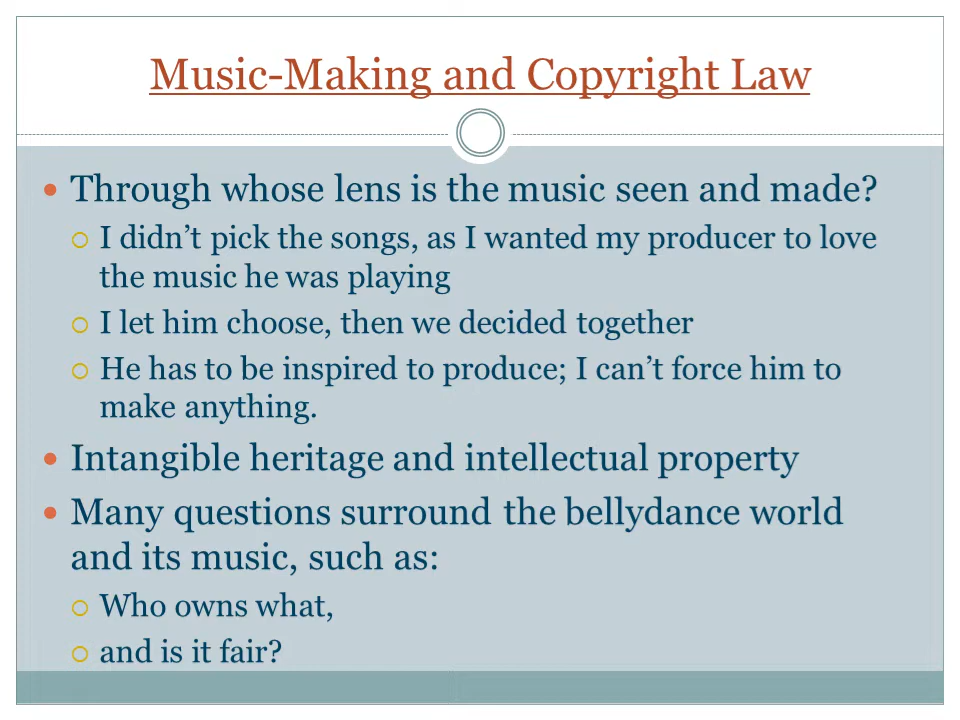 Music-Making and Copyright Law
Through whose lens is the music seen and made?
I didn’t pick the songs, as I wanted my producer to love
the music he was playing
I let him choose, then we decided together
He has to be inspired to produce; I can’t force him to
make anything.
Intangible heritage and intellectual property
Many questions surround the bellydance world
and its music, such as:
Who owns what,
and is it fair?